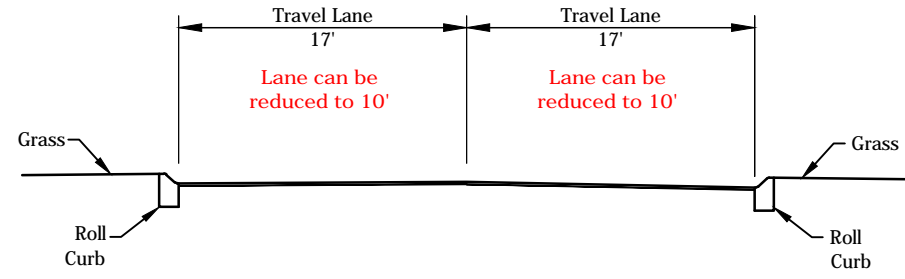 Travel Lane
17'
Travel Lane
17'
Lane can be
reduced to 10'
Lane can be
reduced to 10'
Grass
Grass
Roll
Curb
Roll
Curb